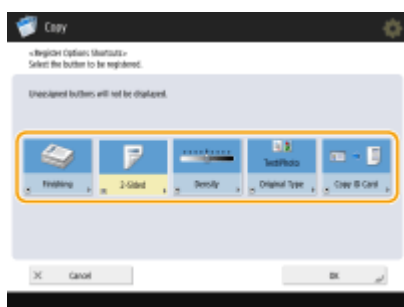 Copy
<Register Options Shortcuts>
Select the button to be registered.
Unassigned buttons will not be displayed.
Text/Photo
Finishing
2-Sided
Density
Original Type
Copy ID Card
Cancel
OK